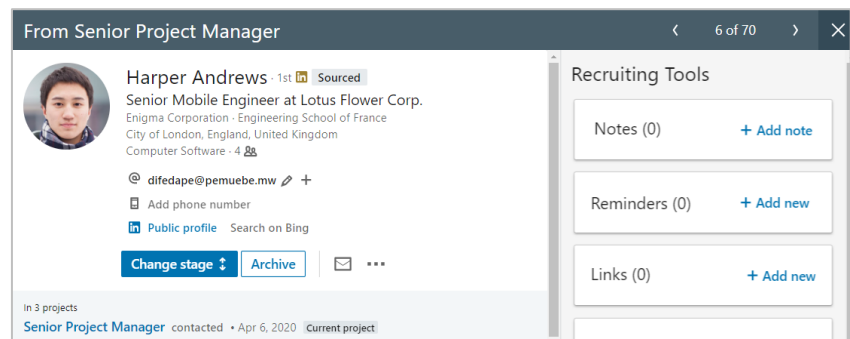 From Senior Project Manager
6 of 70
Harper Andrews · 1st in Sourced
Senior Mobile Engineer at Lotus Flower Corp.
Enigma Corporation · Engineering School of France
City of London, England, United Kingdom
Computer Software · 4
difedape@pemuebe.mw
Add phone number
in Public profile Search on Bing
Change stage Archive
In 3 projects
Senior Project Manager contacted • Apr 6, 2020 Current project
Recruiting Tools
Notes (0) + Add note
Reminders (0) + Add new
Links (0) + Add new